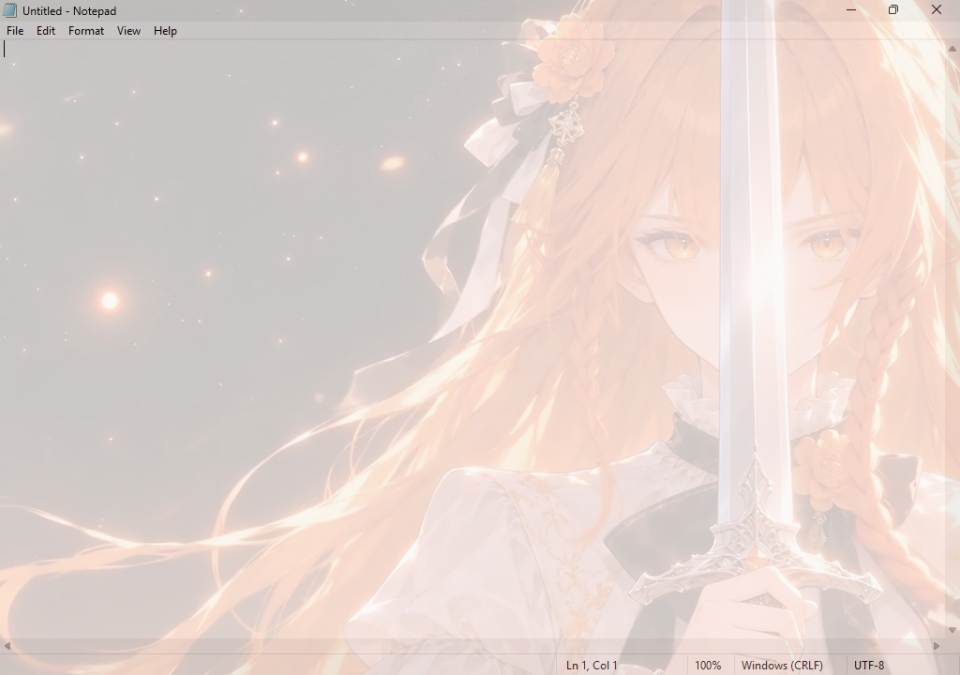 Untitled - Notepad
File Edit Format View Help
Ln 1, Col 1 100% Windows (CRLF) UTF-8